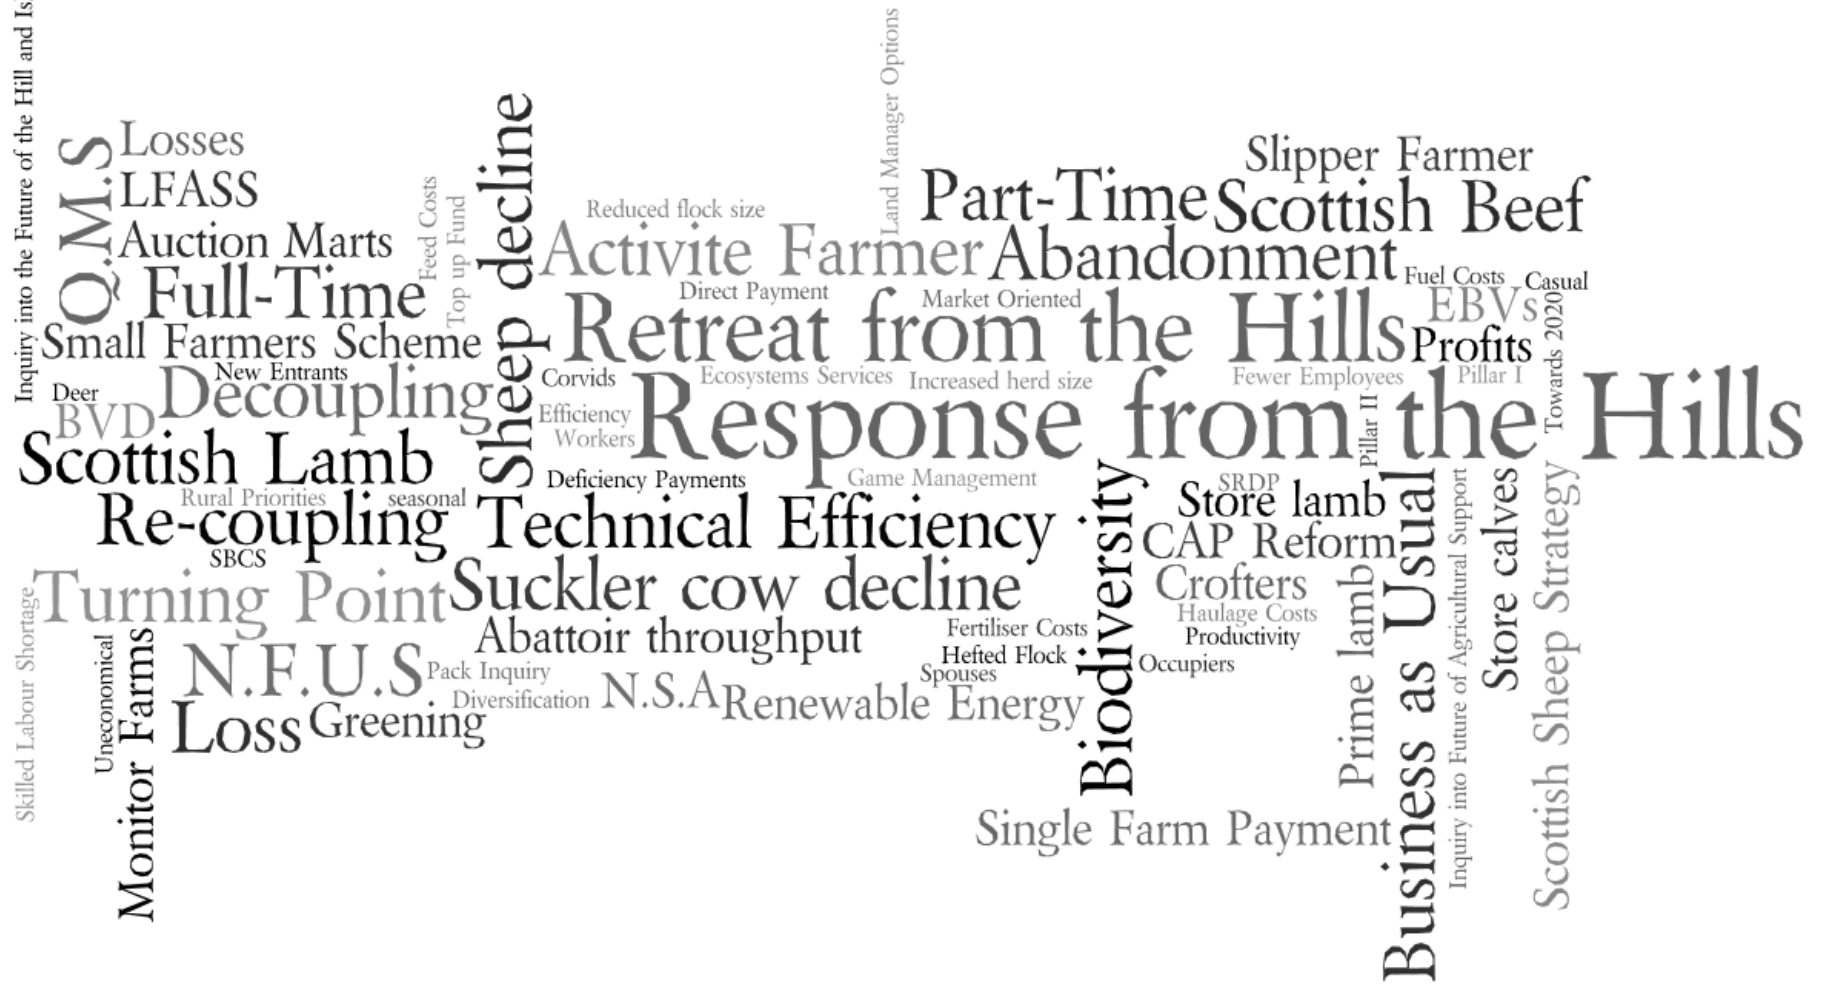 Inquiry into the Future of the Hill and Is
Q.M.S
Losses
LFASS
Auction Marts
Full-Time
Small Farmers Scheme
Feed Costs
Top up Fund
Sheep decline
Reduced flock size
Activite Farmer
Land Manager Options
Part-Time
Slipper Farmer
Scottish Beef
Abandonment
Fuel Costs
Casual
Direct Payment
Market Oriented
EBVs
Retreat from the Hills
Profits
Towards 2020
New Entrants
Deer
Decoupling
BVD
Corvids
Ecosystems Services
Increased herd size
Fewer Employees
Pillar I
Efficiency
Workers
Response from the Hills
Pillar II
Scottish Lamb
Deficiency Payments
Game Management
Rural Priorities
seasonal
Re-coupling
Technical Efficiency
SBCS
Biodiversity
SRDP
Store lamb
CAP Reform
Business as Usual
Inquiry into Future of Agricultural Support
Store calves
Scottish Sheep Strategy
Turning Point
Suckler cow decline
Crofters
Haulage Costs
Prime lamb
Skilled Labour Shortage
Uneconomical
Monitor Farms
Abattoir throughput
Fertiliser Costs
Productivity
N.F.U.S
Pack Inquiry
Hefted Flock
Occupiers
Spouses
Diversification
N.S.A
Renewable Energy
Loss
Greening
Single Farm Payment